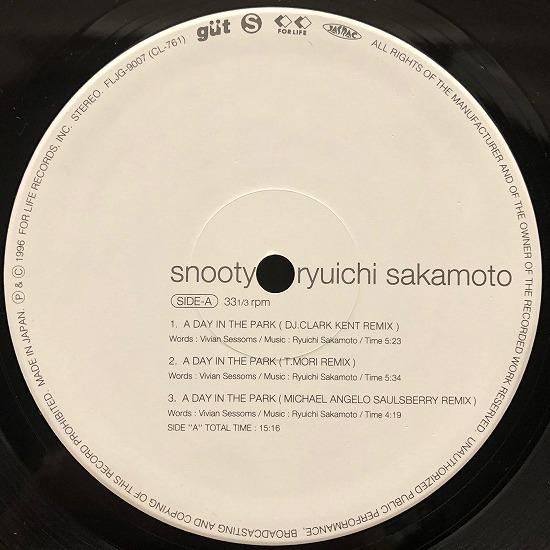 güt S FOR LIFE JASRAC
MADE IN JAPAN. Ⓟ & Ⓒ 1996 FOR LIFE RECORDS, INC. STEREO. FLJG-9007 (CL-761)
ALL RIGHTS OF THE MANUFACTURER AND OF THE OWNER OF THE RECORDED WORK RESERVED UNAUTHORIZED PUBLIC PERFORMANCE, BROADCASTING AND COPYING OF THIS RECORD PROHIBITED
snooty ryuichi sakamoto
SIDE-A 33 1/3 rpm
1. A DAY IN THE PARK ( DJ.CLARK KENT REMIX )
Words : Vivian Sessoms / Music : Ryuichi Sakamoto / Time 5:23
2. A DAY IN THE PARK ( T.MORI REMIX )
Words : Vivian Sessoms / Music : Ryuichi Sakamoto / Time 5:34
3. A DAY IN THE PARK ( MICHAEL ANGELO SAULSBERRY REMIX )
Words : Vivian Sessoms / Music : Ryuichi Sakamoto / Time 4:19
SIDE "A" TOTAL TIME : 15:16